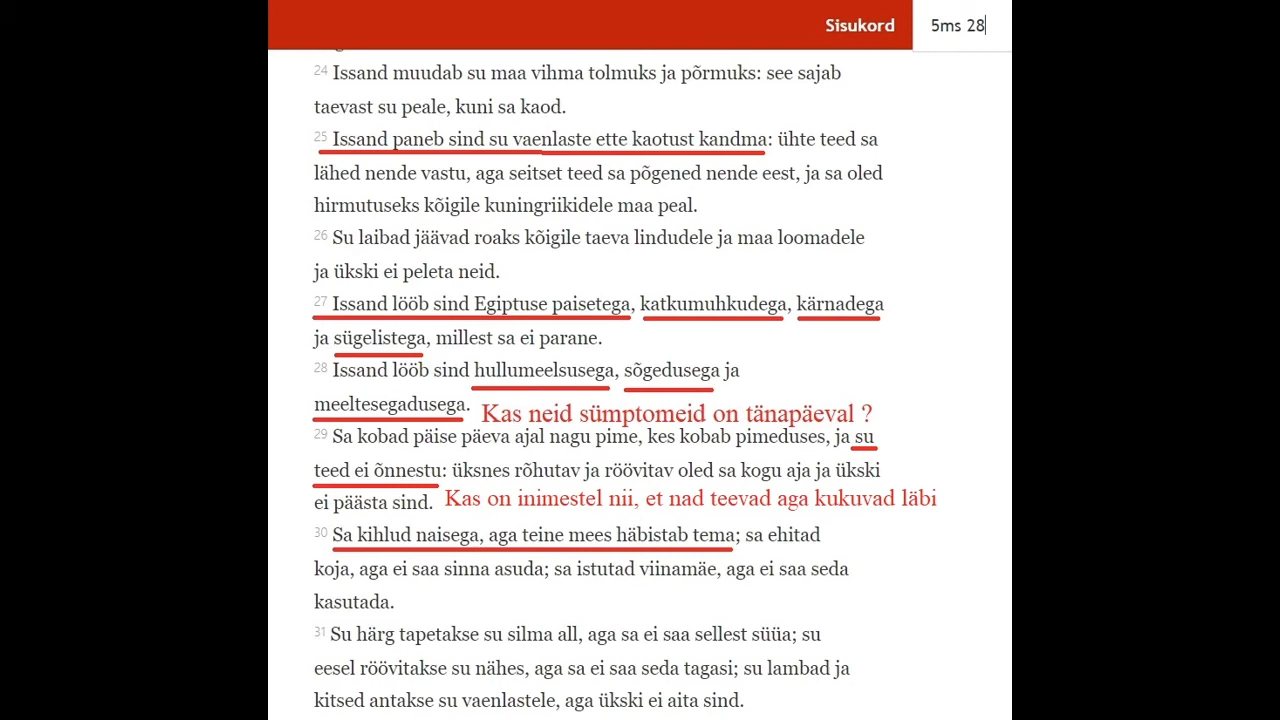 Sisukord 5ms 28
24 Issand muudab su maa vihma tolmuks ja põrmuks: see sajab
taevast su peale, kuni sa kaod.
25 Issand paneb sind su vaenlaste ette kaotust kandma: ühte teed sa
lähed nende vastu, aga seitset teed sa põgened nende eest, ja sa oled
hirmutuseks kõigile kuningriikidele maa peal.
26 Su laibad jäävad roaks kõigile taeva lindudele ja maa loomadele
ja ükski ei peleta neid.
27 Issand lööb sind Egiptuse paisetega, katkumuhkudega, kärnadega
ja sügelistega, millest sa ei parane.
28 Issand lööb sind hullumeelsusega, sõgedusega ja
meeltesegadusega. Kas neid sümptomeid on tänapäeval ?
29 Sa kobad päise päeva ajal nagu pime, kes kobab pimeduses, ja su
teed ei õnnestu: üksnes rõhutav ja röövitav oled sa kogu aja ja ükski
ei päästa sind. Kas on inimestel nii, et nad teevad aga kukuvad läbi
30 Sa kihlud naisega, aga teine mees häbistab tema; sa ehitad
koja, aga ei saa sinna asuda; sa istutad viinamäe, aga ei saa seda
kasutada.
31 Su härg tapetakse su silma all, aga sa ei saa sellest süüa; su
eesel röövitakse su nähes, aga sa ei saa seda tagasi; su lambad ja
kitsed antakse su vaenlastele, aga ükski ei aita sind.